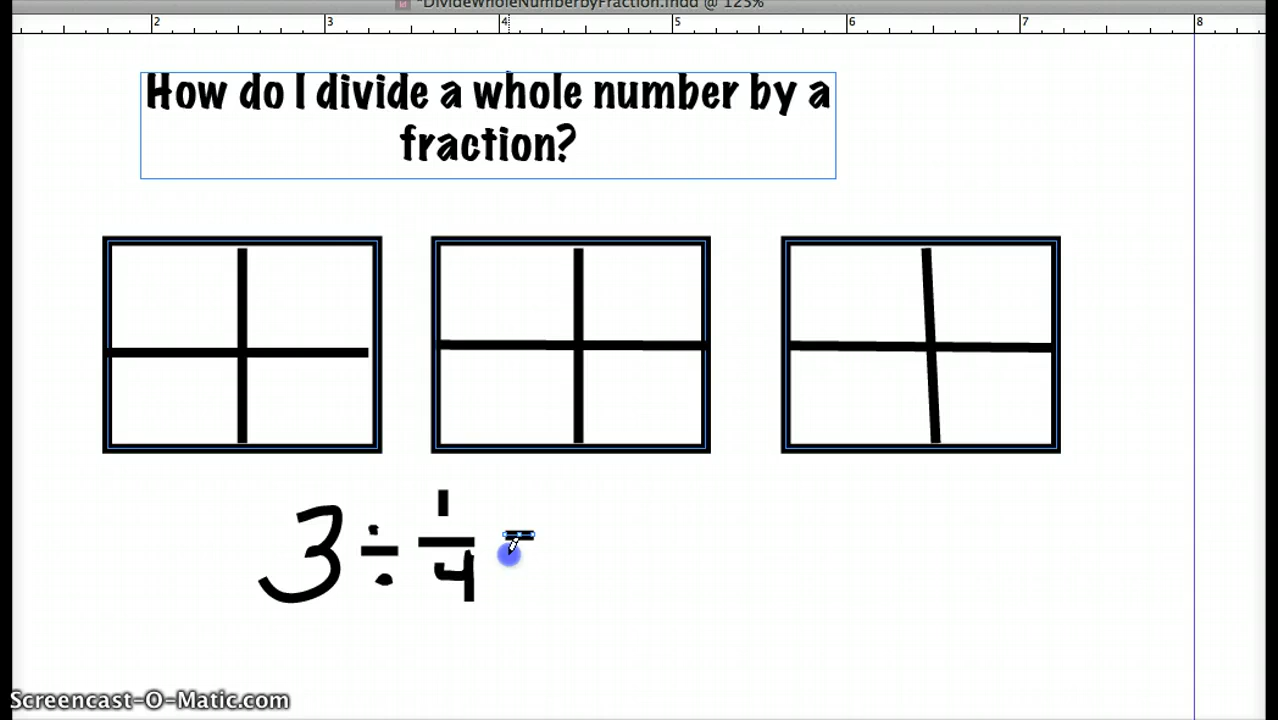 *DivideWholeNumberbyFraction.indd @ 125%
2 3 4 5 6 7 8
How do I divide a whole number by a
fraction?
3 ÷ 1/4 =
Screencast-O-Matic.com